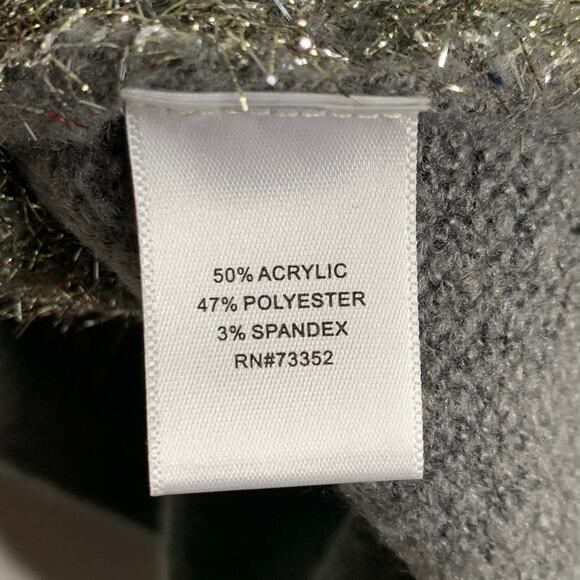 50% ACRYLIC
47% POLYESTER
3% SPANDEX
RN#73352